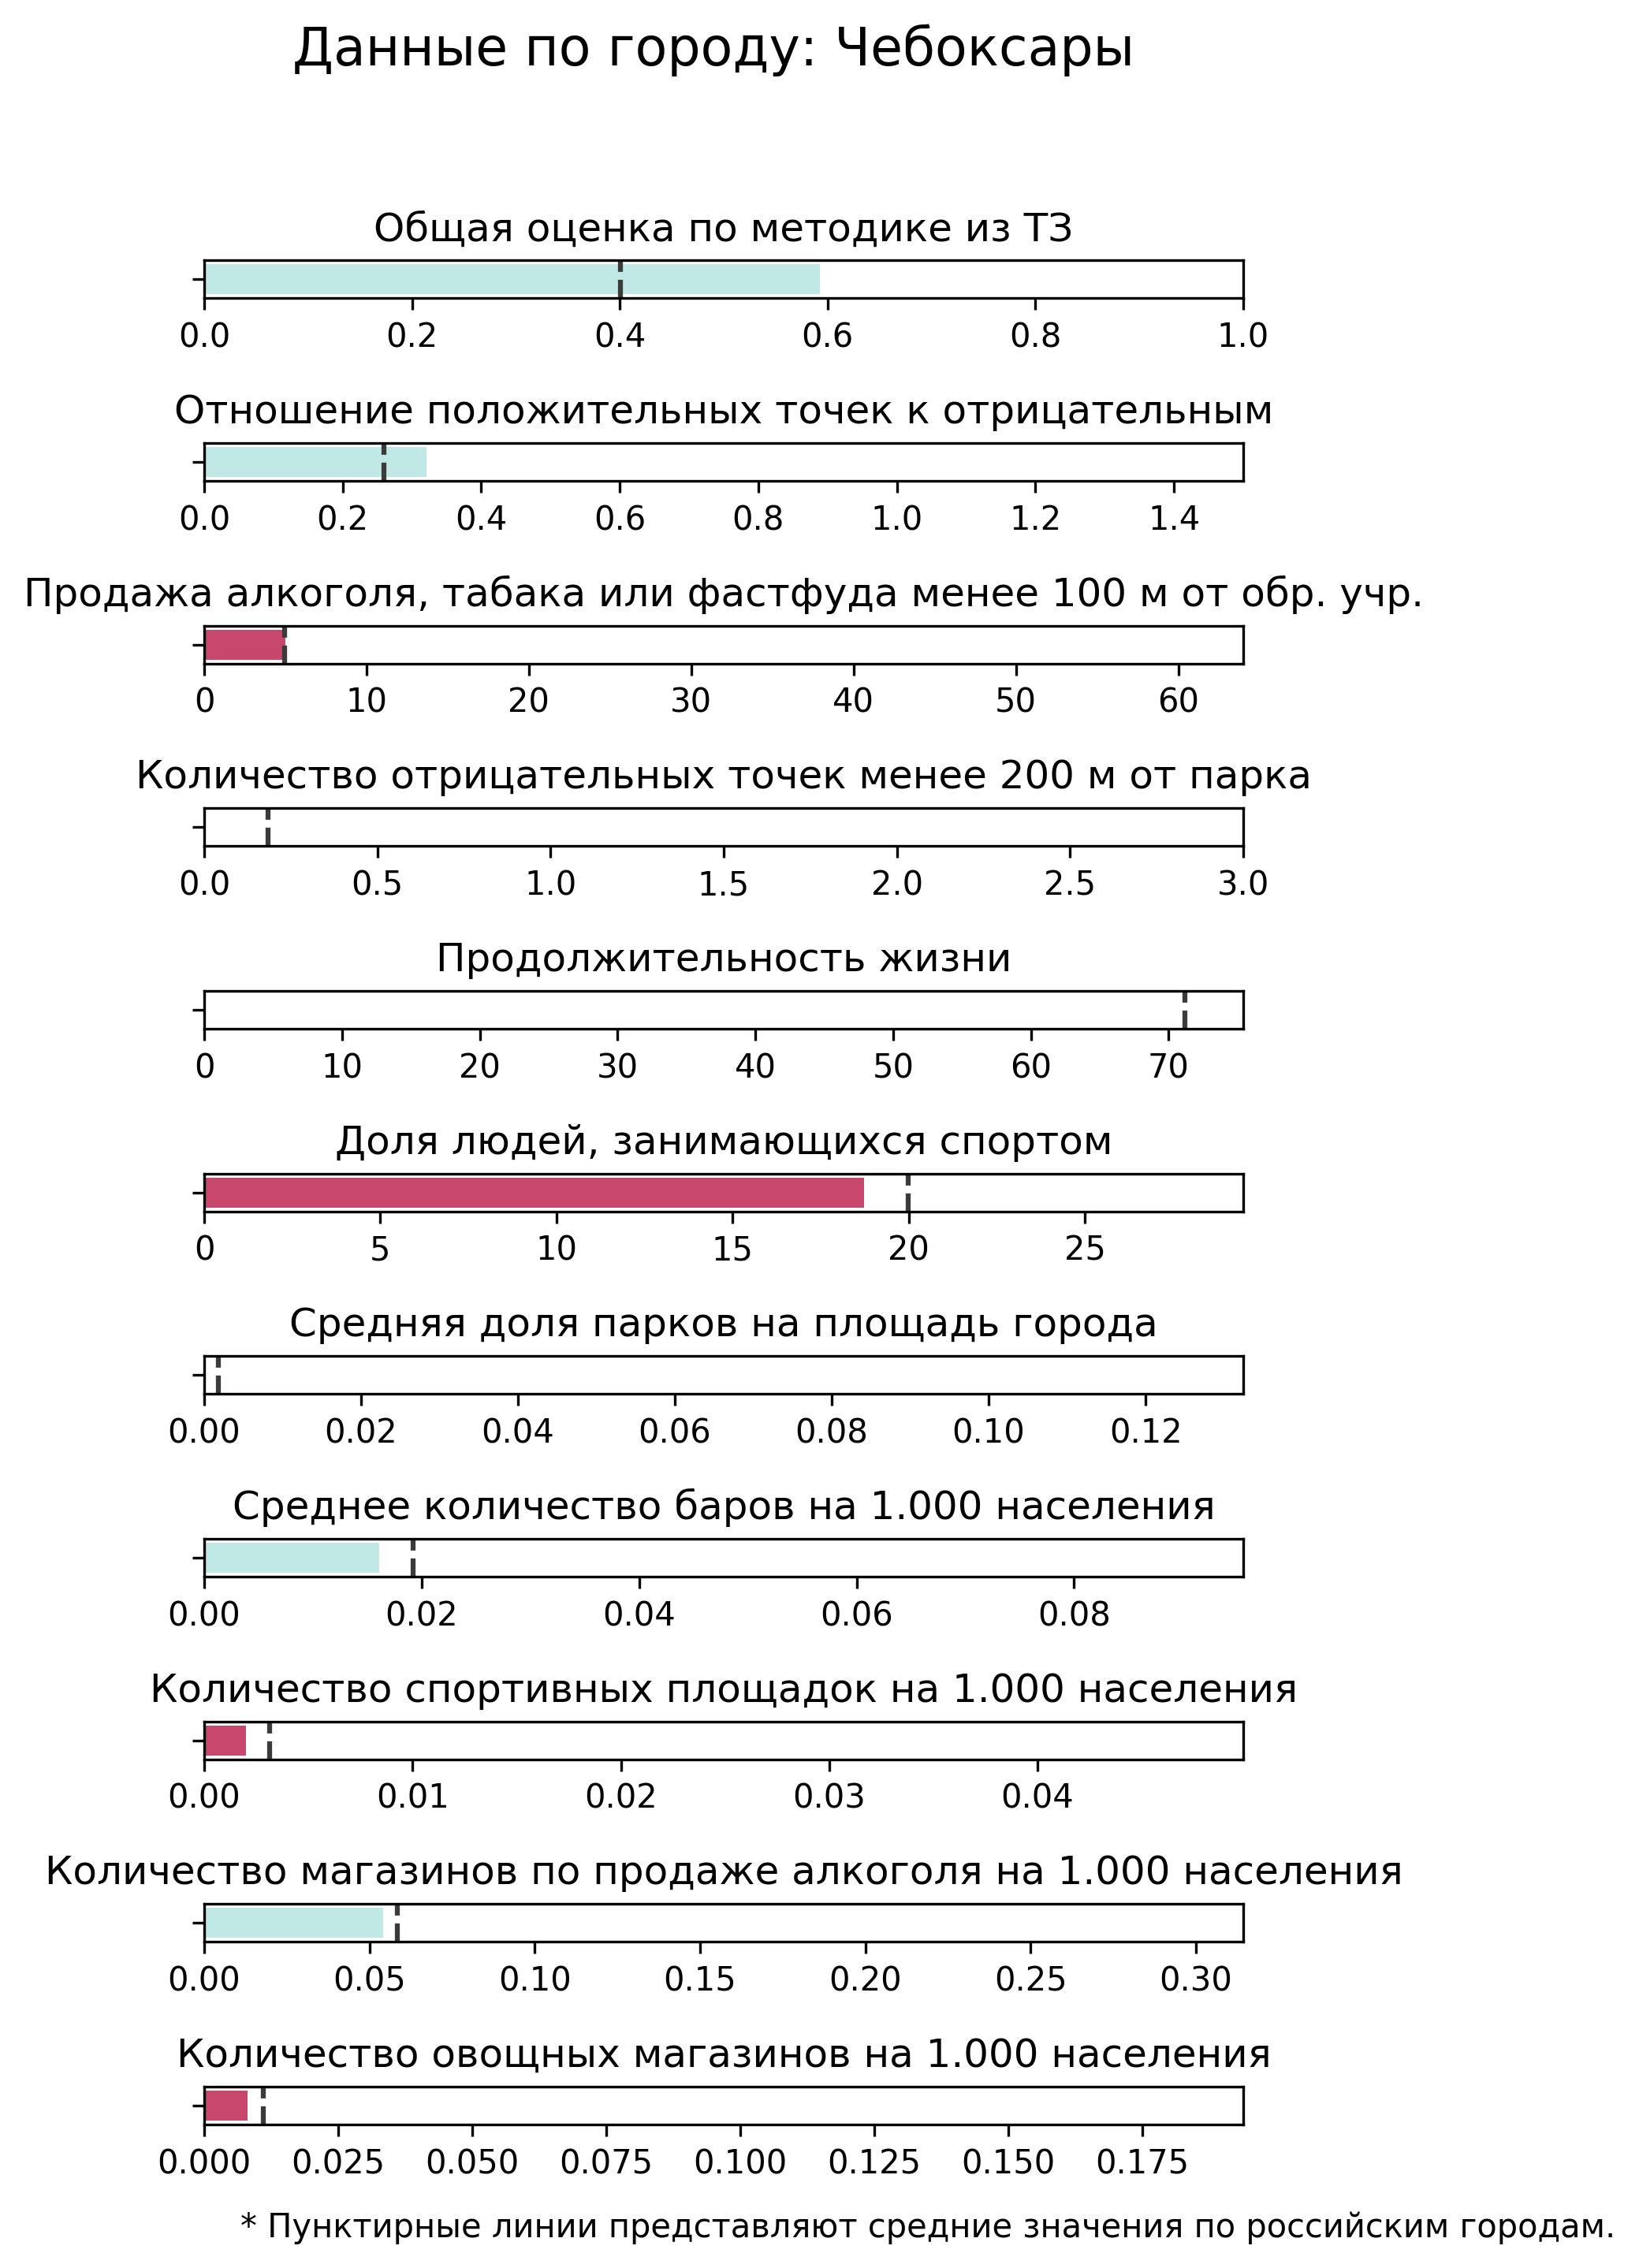 Данные по городу: Чебоксары
Общая оценка по методике из ТЗ
0.0 0.2 0.4 0.6 0.8 1.0
Отношение положительных точек к отрицательным
0.0 0.2 0.4 0.6 0.8 1.0 1.2 1.4
Продажа алкоголя, табака или фастфуда менее 100 м от обр. учр.
0 10 20 30 40 50 60
Количество отрицательных точек менее 200 м от парка
0.0 0.5 1.0 1.5 2.0 2.5 3.0
Продолжительность жизни
0 10 20 30 40 50 60 70
Доля людей, занимающихся спортом
0 5 10 15 20 25
Средняя доля парков на площадь города
0.00 0.02 0.04 0.06 0.08 0.10 0.12
Среднее количество баров на 1.000 населения
0.00 0.02 0.04 0.06 0.08
Количество спортивных площадок на 1.000 населения
0.00 0.01 0.02 0.03 0.04
Количество магазинов по продаже алкоголя на 1.000 населения
0.00 0.05 0.10 0.15 0.20 0.25 0.30
Количество овощных магазинов на 1.000 населения
0.000 0.025 0.050 0.075 0.100 0.125 0.150 0.175
* Пунктирные линии представляют средние значения по российским городам.